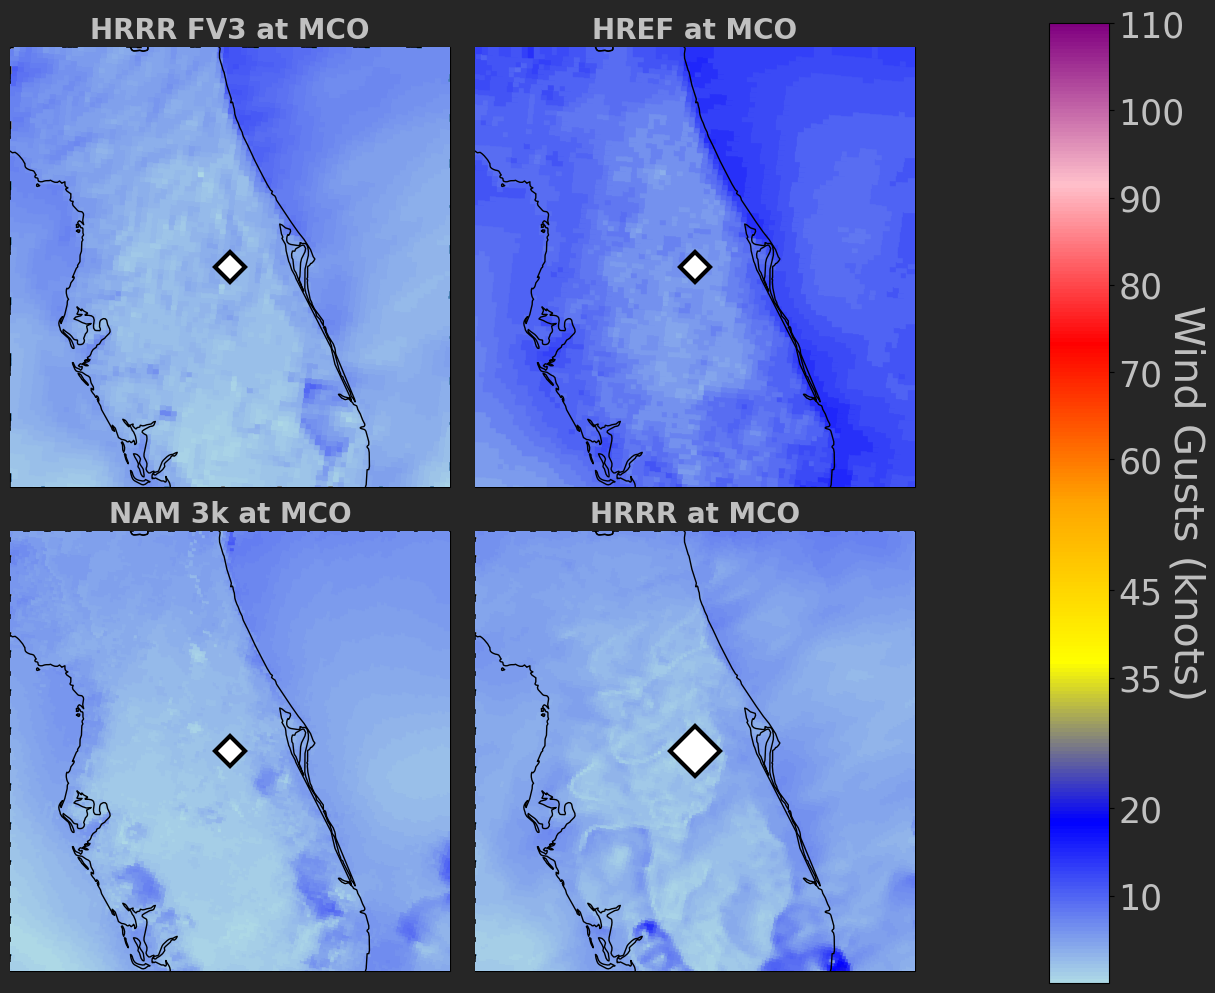 HRRR FV3 at MCO
HREF at MCO
NAM 3k at MCO
HRRR at MCO
110
100
90
80
70
60
45
35
20
10
Wind Gusts (knots)